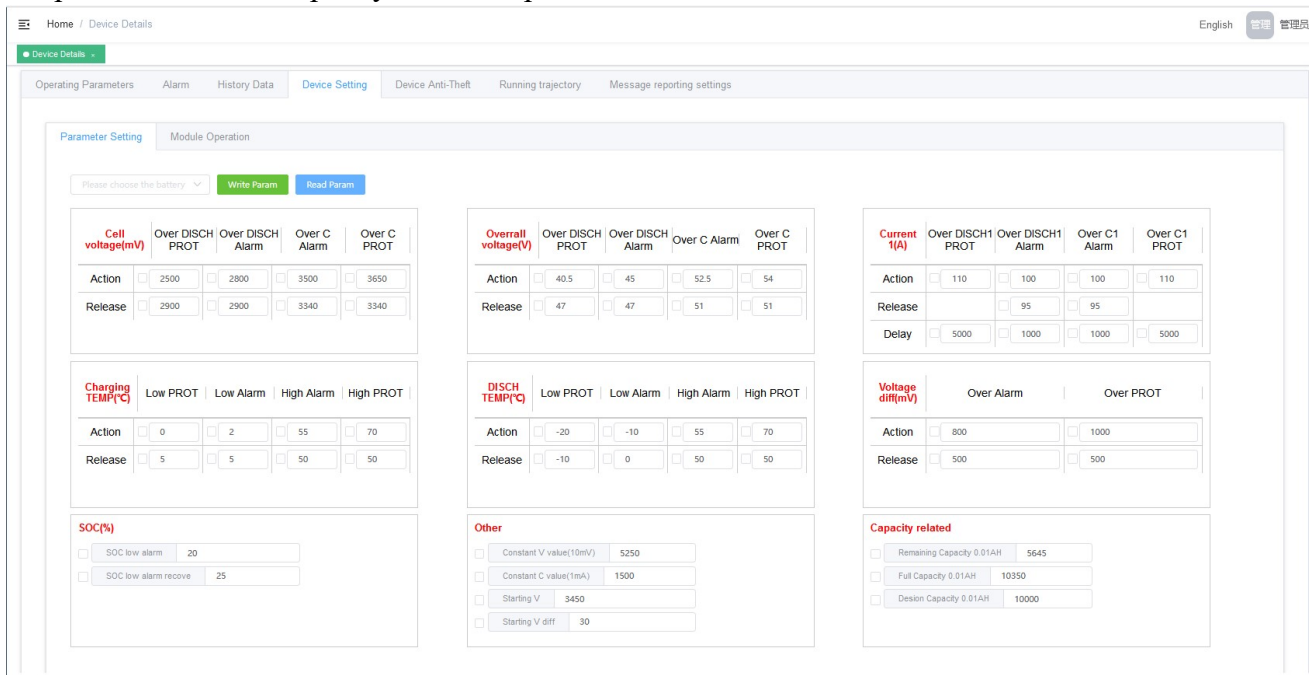 Home / Device Details English 管理 管理员
Device Details ×
Operating Parameters Alarm History Data Device Setting Device Anti-Theft Running trajectory Message reporting settings
Parameter Setting Module Operation
Please choose the battery Write Param Read Param
Cell voltage(mV) Over DISCH PROT Over DISCH Alarm Over C Alarm Over C PROT
Action 2500 2800 3500 3650
Release 2900 2900 3340 3340
Overrall voltage(V) Over DISCH PROT Over DISCH Alarm Over C Alarm Over C PROT
Action 40.5 45 52.5 54
Release 47 47 51 51
Current 1(A) Over DISCH1 PROT Over DISCH1 Alarm Over C1 Alarm Over C1 PROT
Action 110 100 100 110
Release 95 95
Delay 5000 1000 1000 5000
Charging TEMP(℃) Low PROT Low Alarm High Alarm High PROT
Action 0 2 55 70
Release 5 5 50 50
DISCH TEMP(℃) Low PROT Low Alarm High Alarm High PROT
Action -20 -10 55 70
Release -10 0 50 50
Voltage diff(mV) Over Alarm Over PROT
Action 800 1000
Release 500 500
SOC(%)
SOC low alarm 20
SOC low alarm recove 25
Other
Constant V value(10mV) 5250
Constant C value(1mA) 1500
Starting V 3450
Starting V diff 30
Capacity related
Remaining Capacity 0.01AH 5645
Full Capacity 0.01AH 10350
Desion Capacity 0.01AH 10000